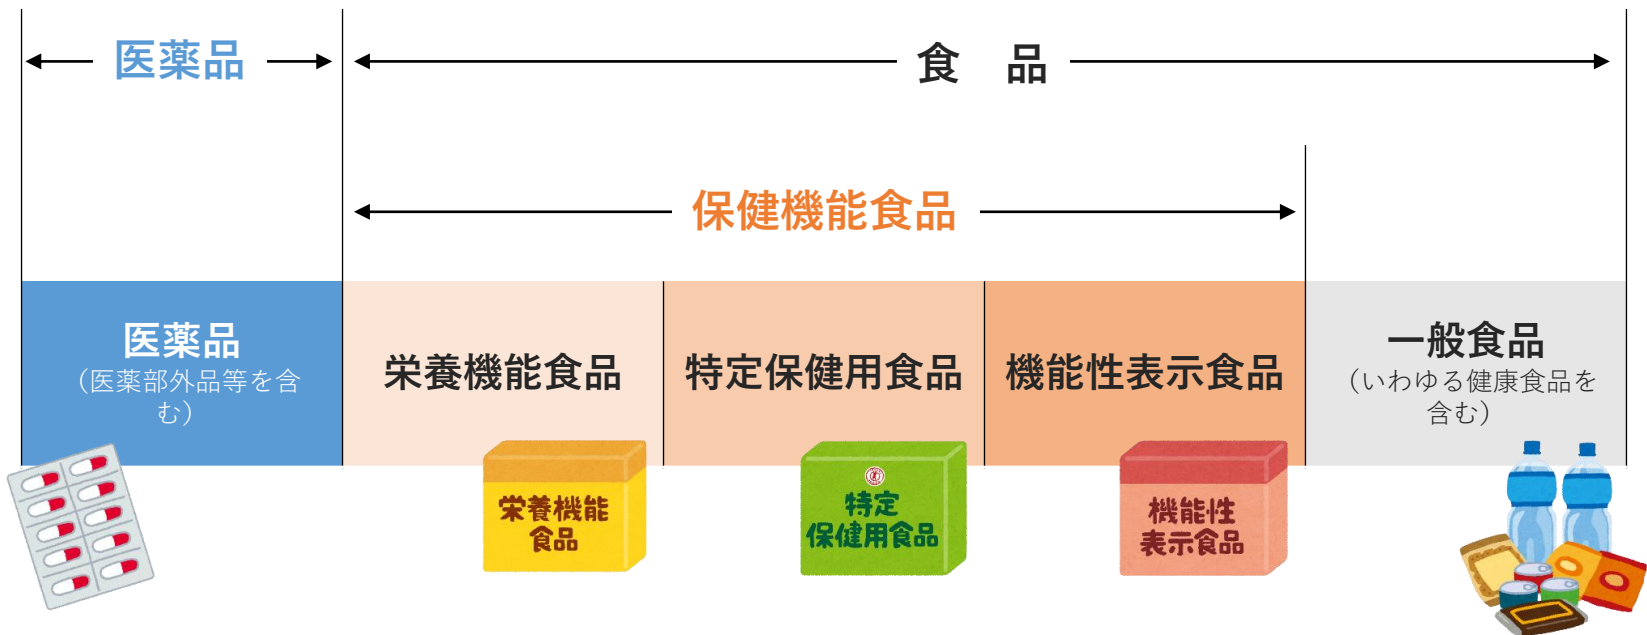 医薬品
食　品
保健機能食品
医薬品
（医薬部外品等を含
む）
栄養機能食品
特定保健用食品
機能性表示食品
一般食品
（いわゆる健康食品を
含む）
栄養機能
食品
特定
保健用食品
機能性
表示食品